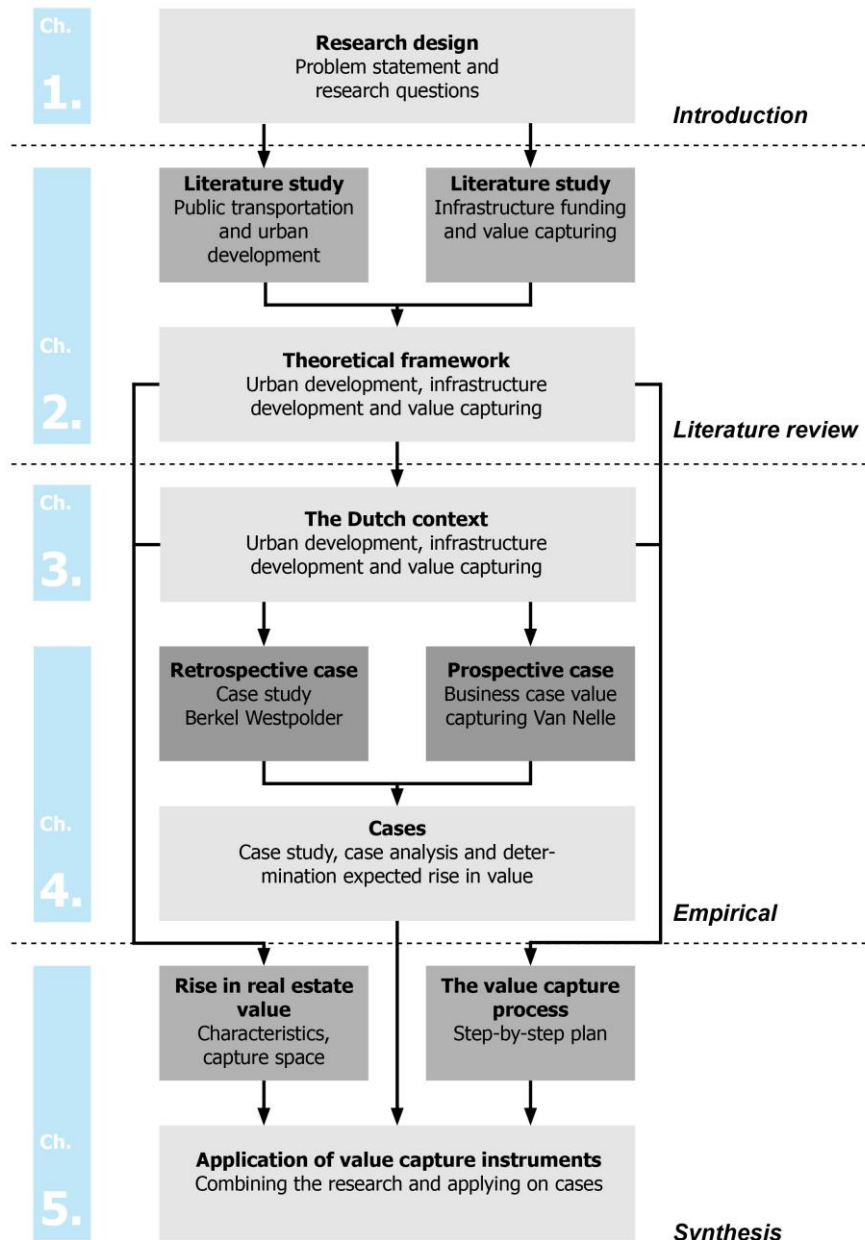 Ch.
1.
Research design
Problem statement and
research questions
Introduction
Literature study
Public transportation
and urban
development
Literature study
Infrastructure funding
and value capturing
Ch.
2.
Theoretical framework
Urban development, infrastructure
development and value capturing
Literature review
Ch.
3.
The Dutch context
Urban development, infrastructure
development and value capturing
Retrospective case
Case study
Berkel Westpolder
Prospective case
Business case value
capturing Van Nelle
Ch.
4.
Cases
Case study, case analysis and deter-
mination expected rise in value
Empirical
Rise in real estate
value
Characteristics,
capture space
The value capture
process
Step-by-step plan
Ch.
5.
Application of value capture instruments
Combining the research and applying on cases
Synthesis